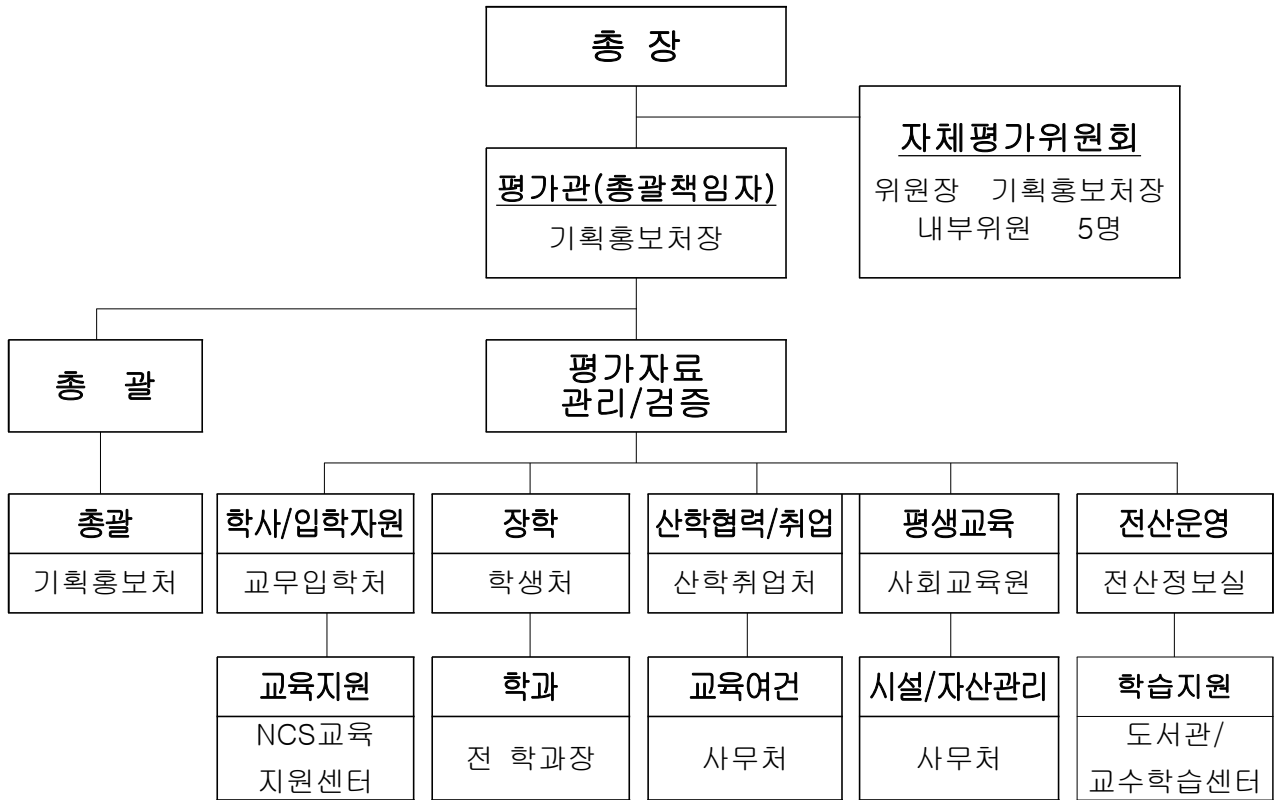 총 장
자체평가위원회
위원장 기획홍보처장
내부위원 5명
평가관(총괄책임자)
기획홍보처장
총 괄
평가자료
관리/검증
총괄
기획홍보처
학사/입학자원
교무입학처
장학
학생처
산학협력/취업
산학취업처
평생교육
사회교육원
전산운영
전산정보실
교육지원
NCS교육
지원센터
학과
전 학과장
교육여건
사무처
시설/자산관리
사무처
학습지원
도서관/
교수학습센터